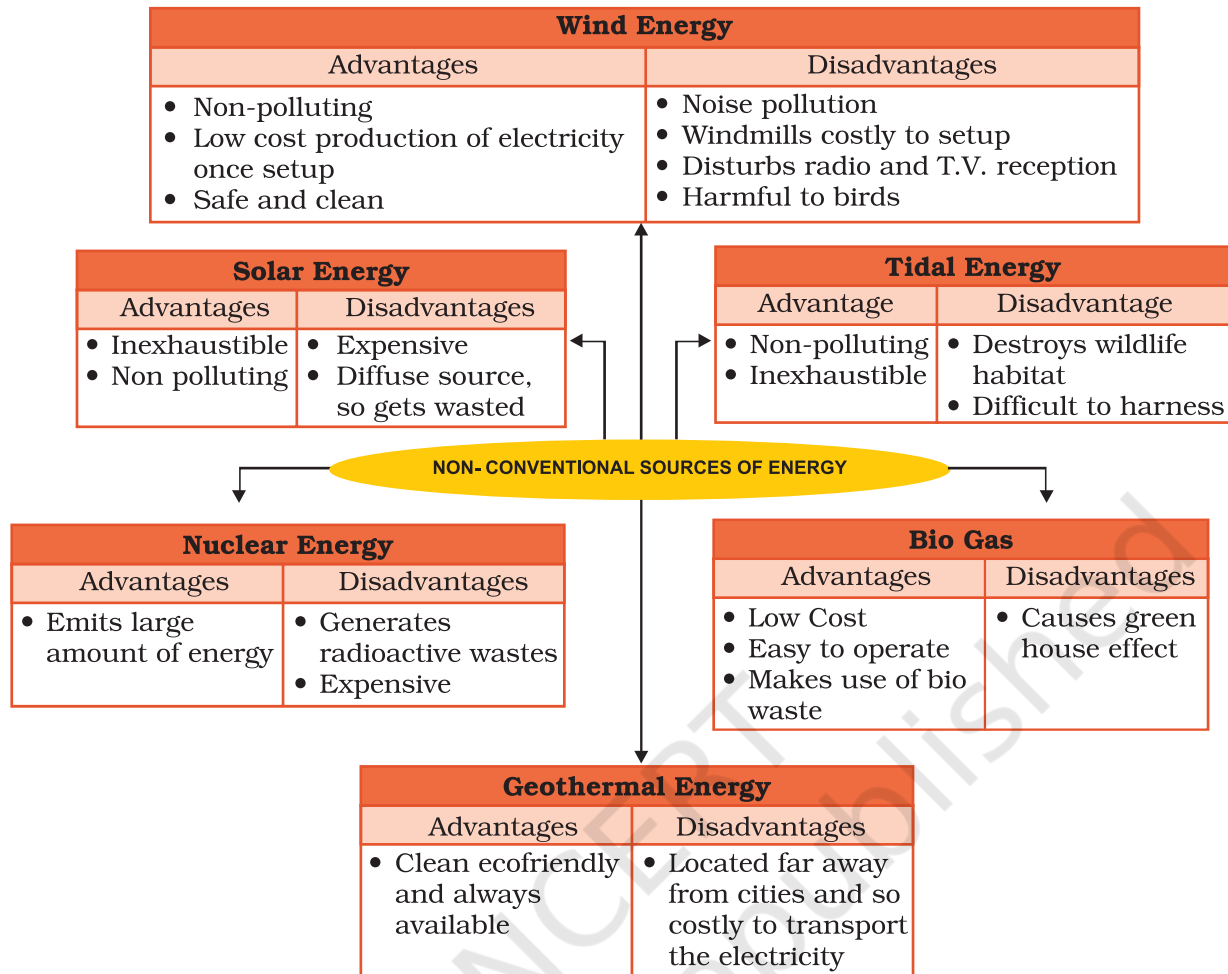 Wind Energy
Advantages
Disadvantages
• Non-polluting
• Low cost production of electricity
once setup
• Safe and clean
• Noise pollution
• Windmills costly to setup
• Disturbs radio and T.V. reception
• Harmful to birds
Solar Energy
Advantages
Disadvantages
• Inexhaustible
• Non polluting
• Expensive
• Diffuse source,
so gets wasted
Tidal Energy
Advantage
Disadvantage
• Non-polluting
• Inexhaustible
• Destroys wildlife
habitat
• Difficult to harness
NON- CONVENTIONAL SOURCES OF ENERGY
Nuclear Energy
Advantages
Disadvantages
• Emits large
amount of energy
• Generates
radioactive wastes
• Expensive
Bio Gas
Advantages
Disadvantages
• Low Cost
• Easy to operate
• Makes use of bio
waste
• Causes green
house effect
Geothermal Energy
Advantages
Disadvantages
• Clean ecofriendly
and always
available
• Located far away
from cities and so
costly to transport
the electricity
NCERT
published